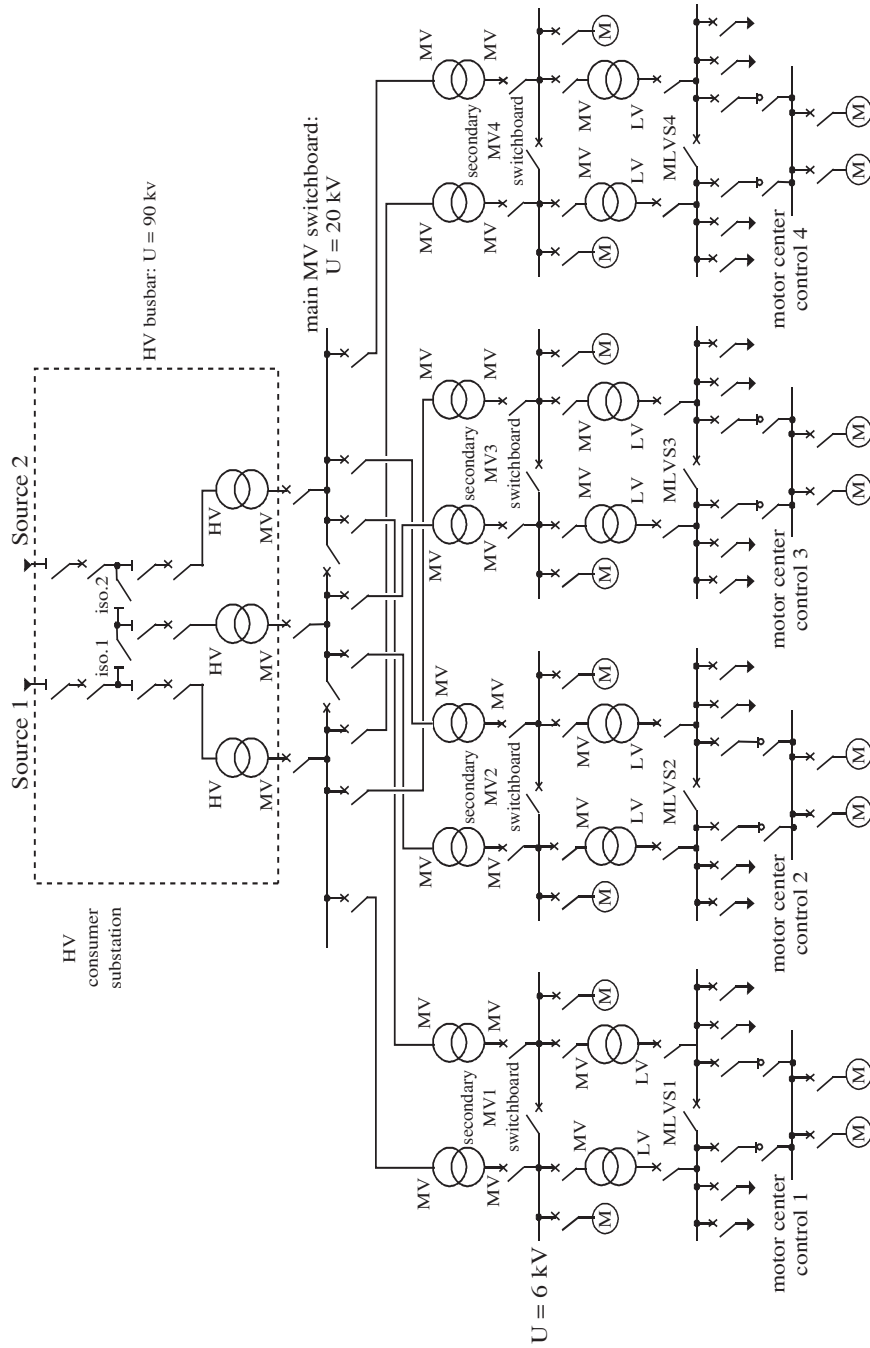 Source 1
Source 2
HV
consumer
substation
iso.1
iso.2
HV busbar: U = 90 kv
HV
HV
HV
MV
MV
MV
main MV switchboard:
U = 20 kV
MV
MV
MV
MV
MV
MV
MV
MV
secondary
MV1
switchboard
secondary
MV2
switchboard
secondary
MV3
switchboard
secondary
MV4
switchboard
MV
MV
MV
MV
MV
MV
MV
MV
U = 6 kV
M
M
M
M
M
M
M
M
MV
MV
MV
MV
MV
MV
MV
MV
LV
LV
LV
LV
LV
LV
LV
LV
MLVS1
MLVS2
MLVS3
MLVS4
motor center
control 1
motor center
control 2
motor center
control 3
motor center
control 4
M
M
M
M
M
M
M
M